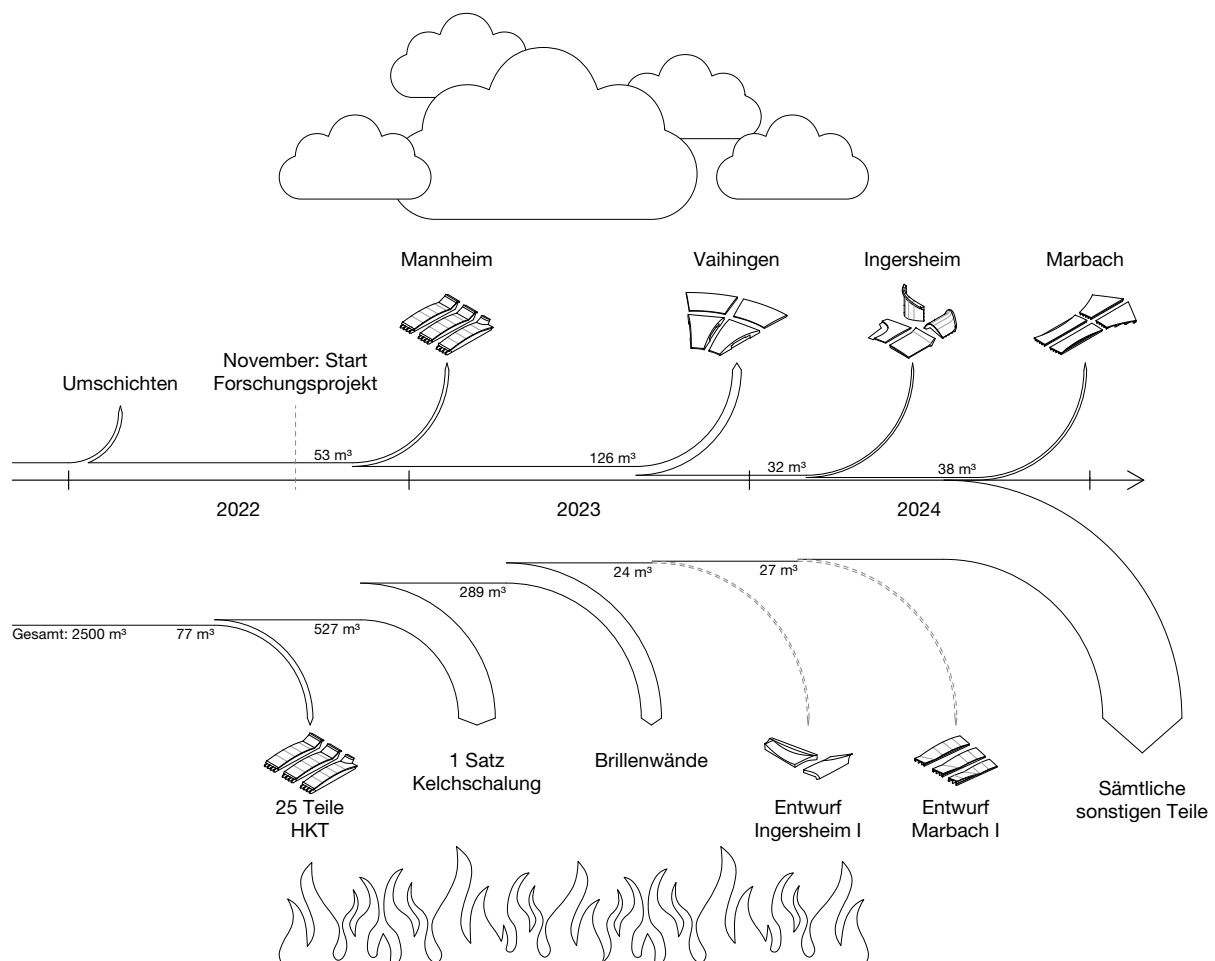 Mannheim
Vaihingen
Ingersheim
Marbach
Umschichten
November: Start
Forschungsprojekt
53 m³
126 m³
32 m³
38 m³
2022
2023
2024
Gesamt: 2500 m³
77 m³
527 m³
289 m³
24 m³
27 m³
25 Teile
HKT
1 Satz
Kelchschalung
Brillenwände
Entwurf
Ingersheim I
Entwurf
Marbach I
Sämtliche
sonstigen Teile